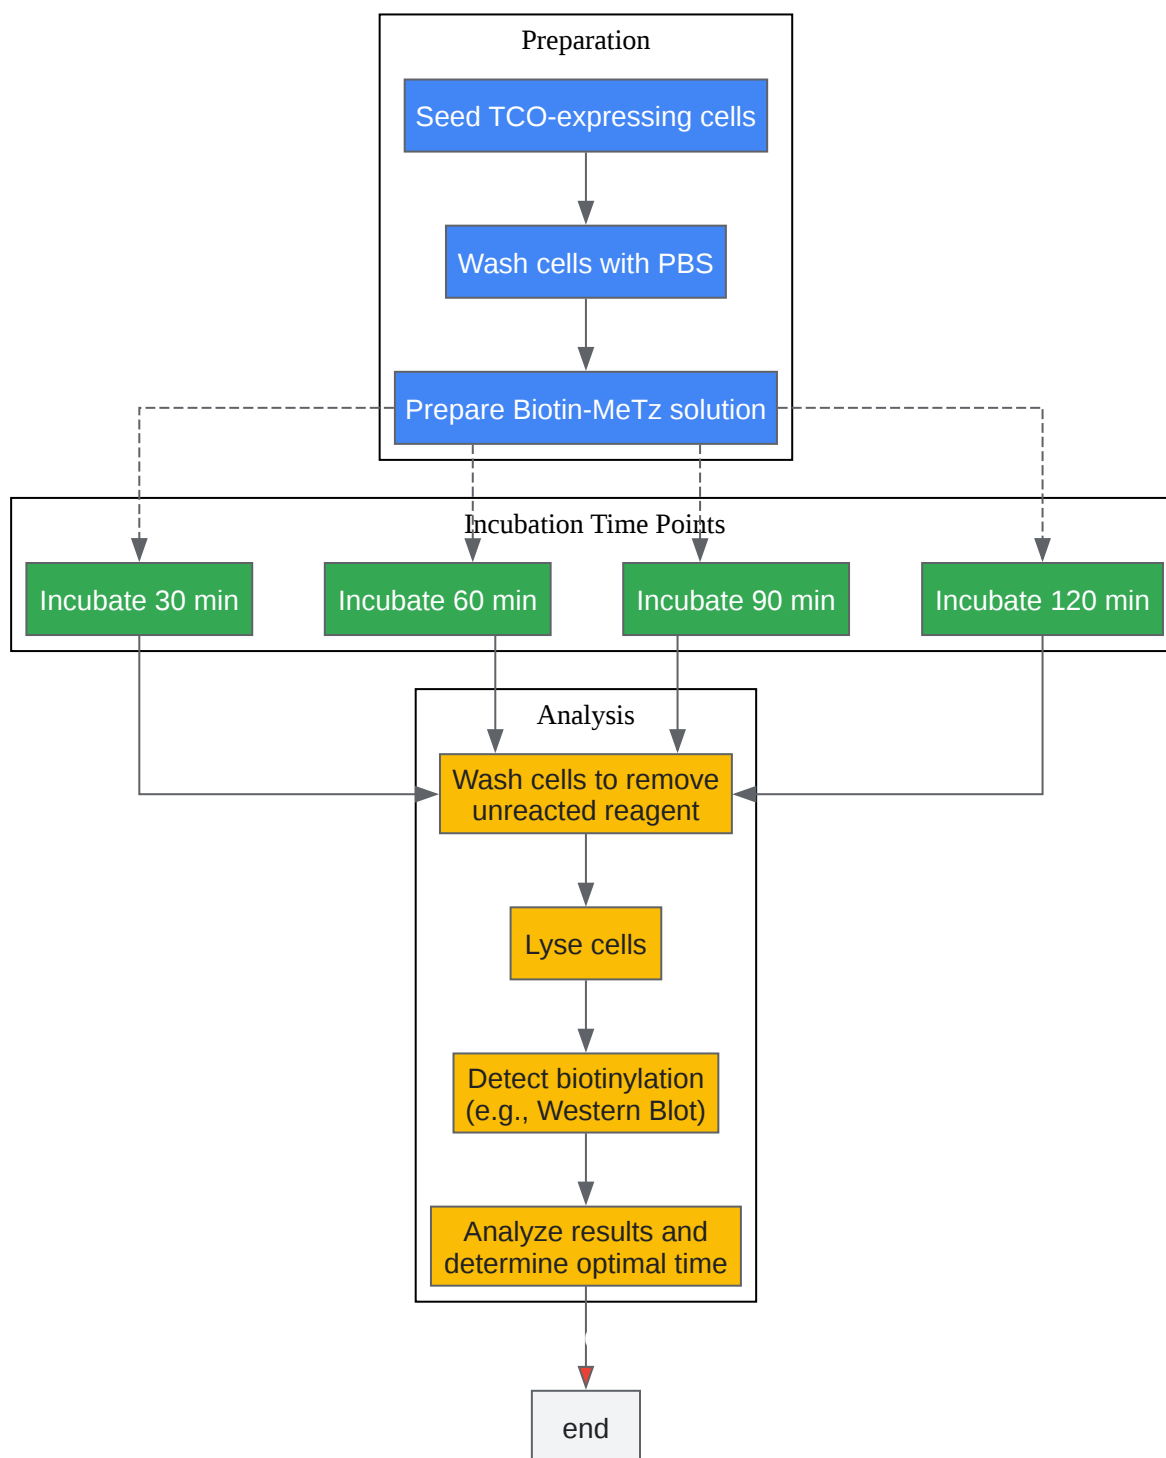 Preparation
Seed TCO-expressing cells
Wash cells with PBS
Prepare Biotin-MeTz solution
Incubation Time Points
Incubate 30 min
Incubate 60 min
Incubate 90 min
Incubate 120 min
Analysis
Wash cells to remove
unreacted reagent
Lyse cells
Detect biotinylation
(e.g., Western Blot)
Analyze results and
determine optimal time
end